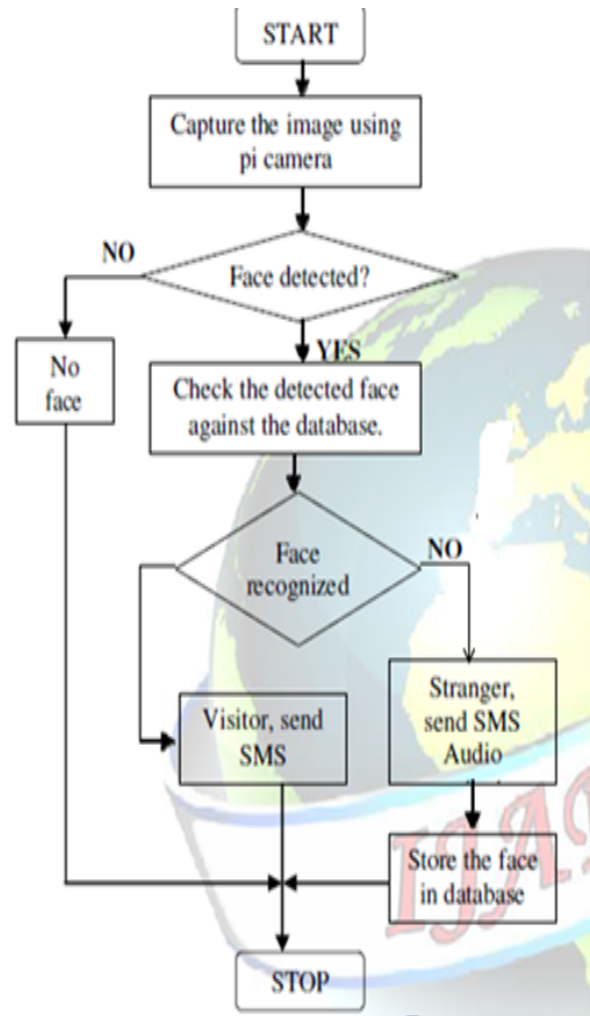 START
Capture the image using
pi camera
NO
Face detected?
YES
No
face
Check the detected face
against the database.
Face
recognized
NO
Visitor, send
SMS
Stranger,
send SMS
Audio
Store the face
in database
STOP